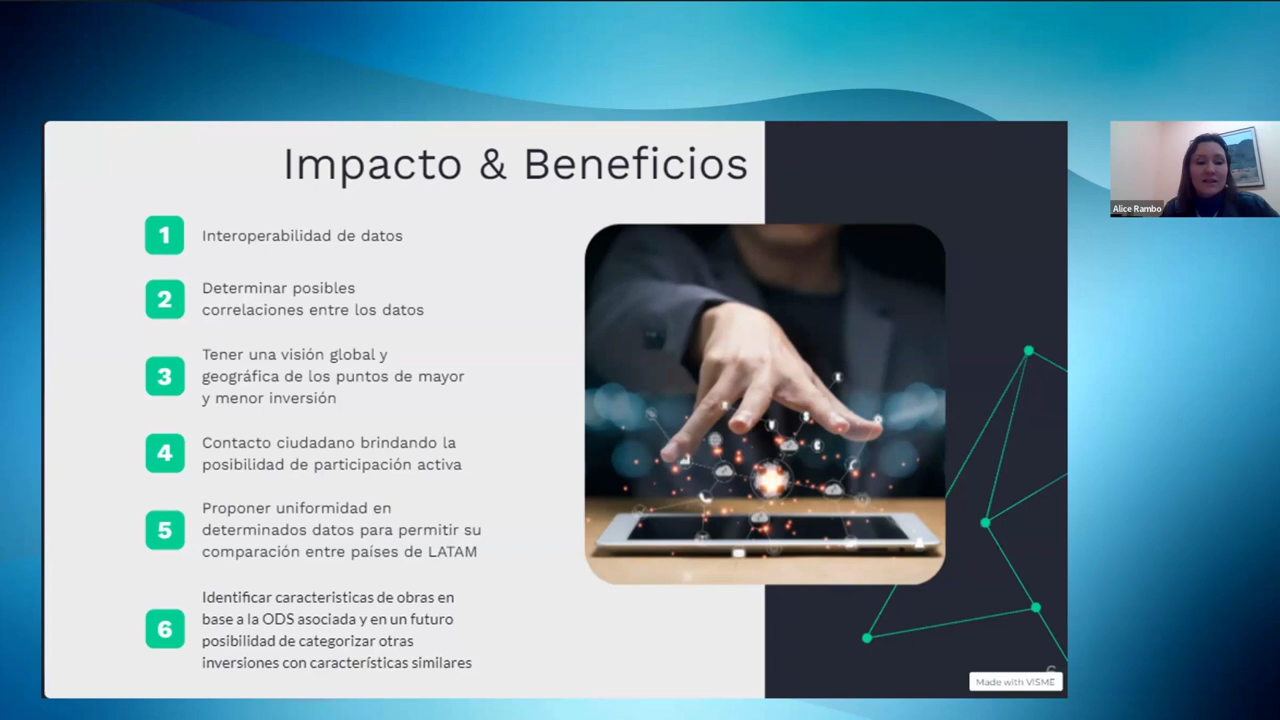 Impacto & Beneficios
1
Interoperabilidad de datos
2
Determinar posibles
correlaciones entre los datos
3
Tener una visión global y
geográfica de los puntos de mayor
y menor inversión
4
Contacto ciudadano brindando la
posibilidad de participación activa
5
Proponer uniformidad en
determinados datos para permitir su
comparación entre países de LATAM
6
Identificar caracteristicas de obras en
base a la ODS asociada y en un futuro
posibilidad de categorizar otras
inversiones con características similares
Alice Rambo
6
Made with VISME